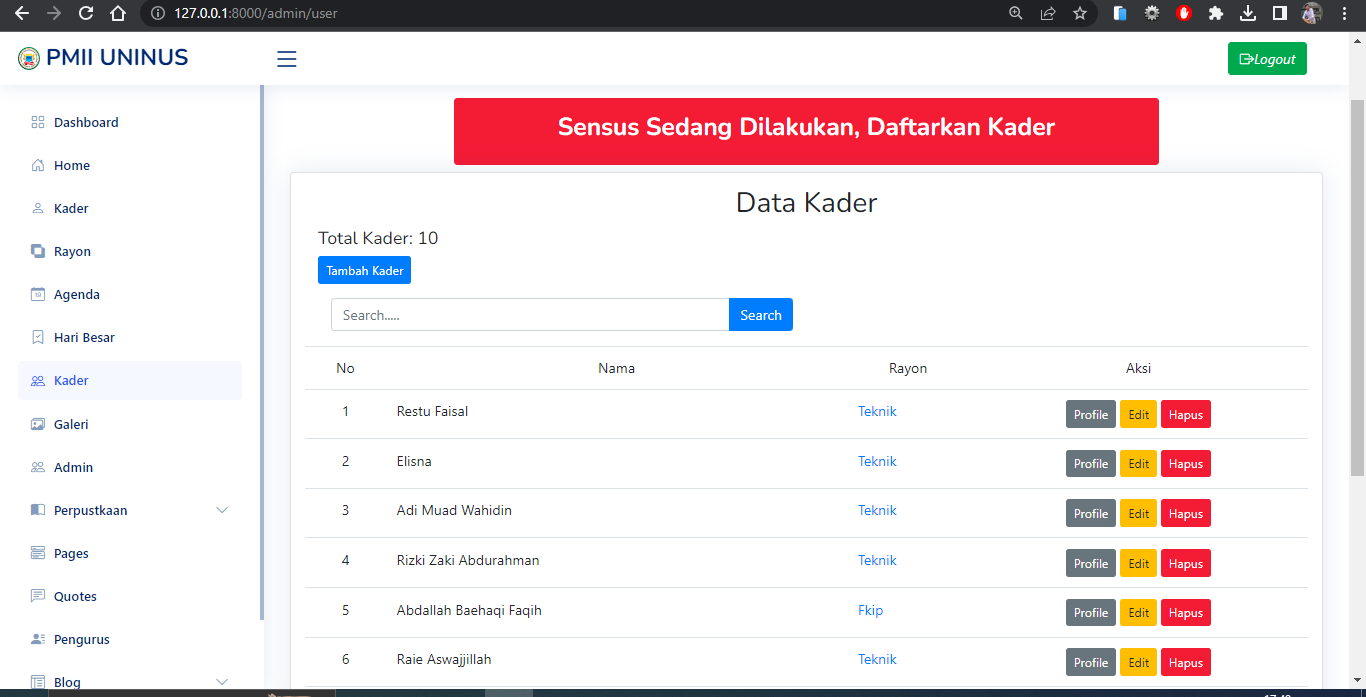 127.0.0.1:8000/admin/user
PMII UNINUS
Logout
Dashboard
Home
Kader
Rayon
Agenda
Hari Besar
Kader
Galeri
Admin
Perpustkaan
Pages
Quotes
Pengurus
Blog
Sensus Sedang Dilakukan, Daftarkan Kader
Data Kader
Total Kader: 10
Tambah Kader
Search..... Search
No Nama Rayon Aksi
1 Restu Faisal Teknik Profile Edit Hapus
2 Elisna Teknik Profile Edit Hapus
3 Adi Muad Wahidin Teknik Profile Edit Hapus
4 Rizki Zaki Abdurahman Teknik Profile Edit Hapus
5 Abdallah Baehaqi Faqih Fkip Profile Edit Hapus
6 Raie Aswajjillah Teknik Profile Edit Hapus